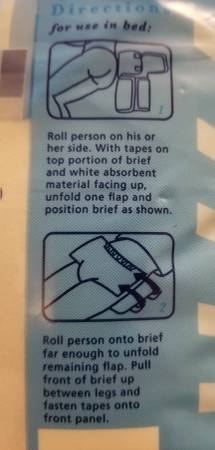 Directions
for use in bed:
1
Roll person on his or
her side. With tapes on
top portion of brief
and white absorbent
material facing up,
unfold one flap and
position brief as shown.
2
Roll person onto brief
far enough to unfold
remaining flap. Pull
front of brief up
between legs and
fasten tapes onto
front panel.